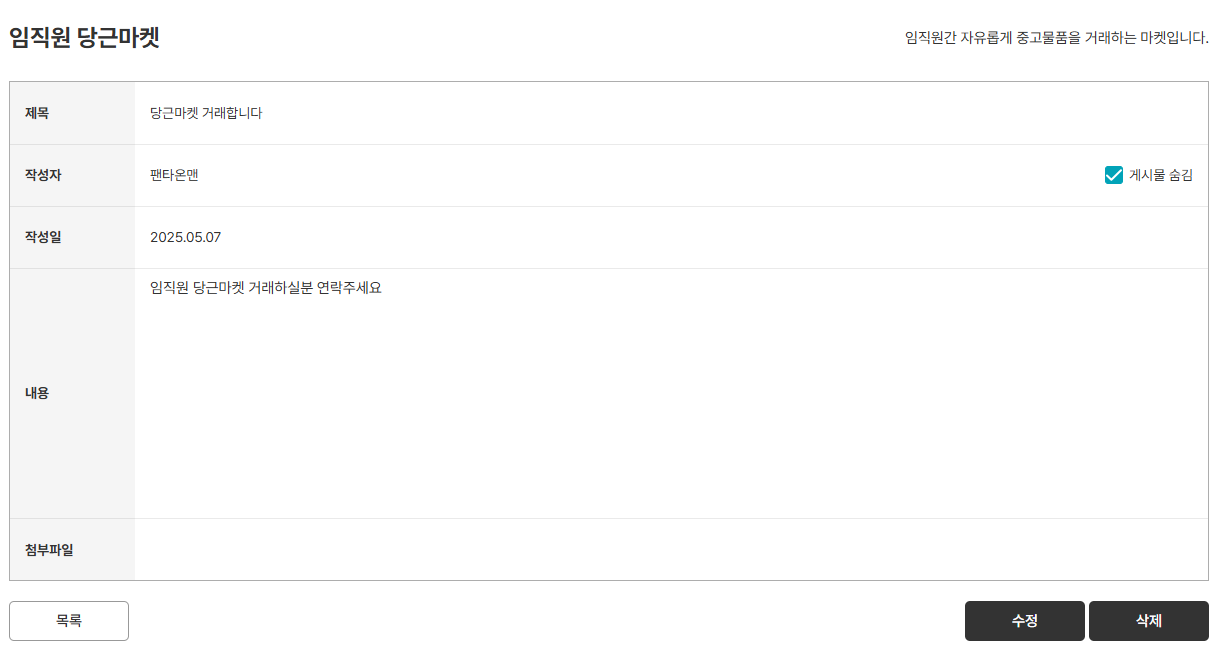 임직원 당근마켓
임직원간 자유롭게 중고물품을 거래하는 마켓입니다.
제목 당근마켓 거래합니다
작성자 팬타온맨 게시물 숨김
작성일 2025.05.07
내용 임직원 당근마켓 거래하실분 연락주세요
첨부파일
목록 수정 삭제